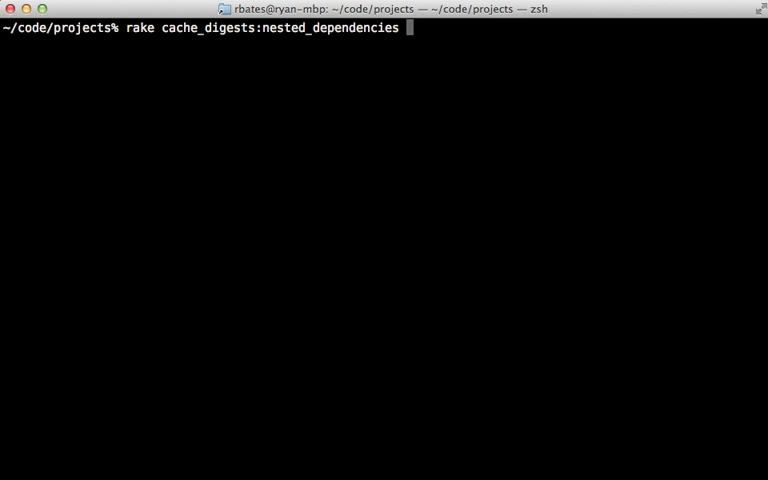 rbates@ryan-mbp: ~/code/projects — ~/code/projects — zsh
~/code/projects% rake cache_digests:nested_dependencies